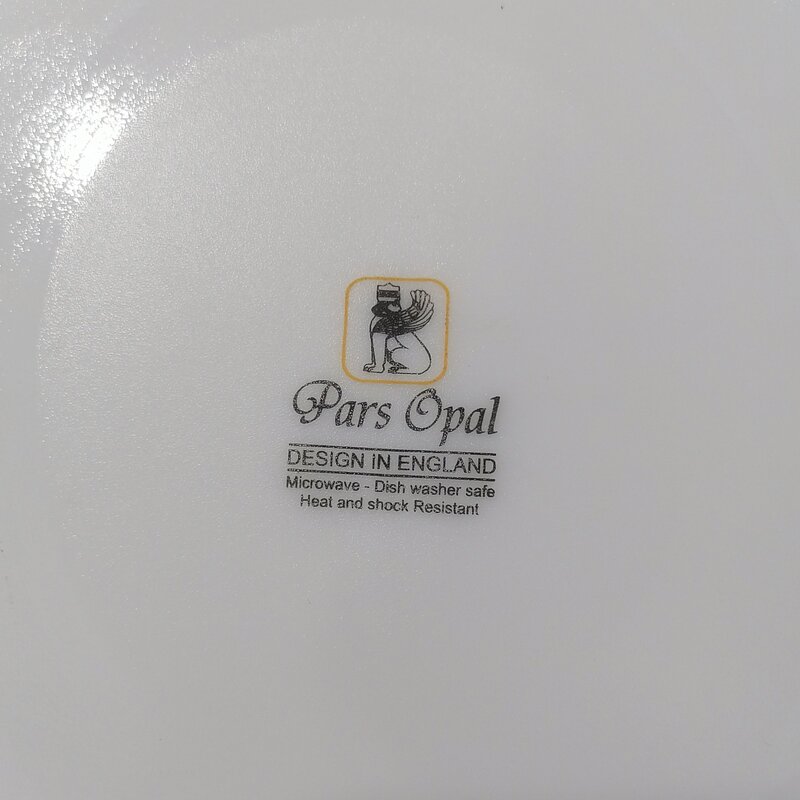 Pars Opal
DESIGN iN ENGLAND
Microwave - Dish washer safe
Heat and shock Resistant